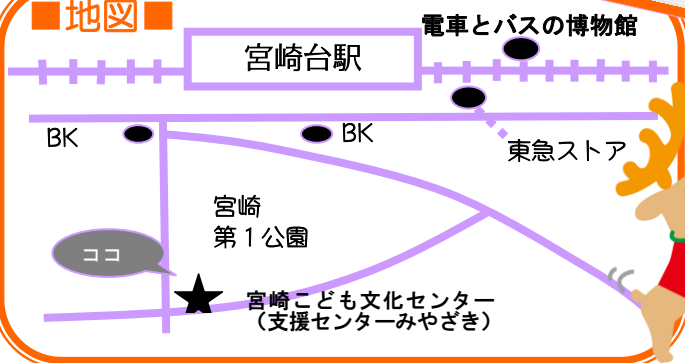 ■地図■
電車とバスの博物館
宮崎台駅
BK
BK
東急ストア
宮崎
第1公園
ココ
宮崎こども文化センター
（支援センターみやざき）